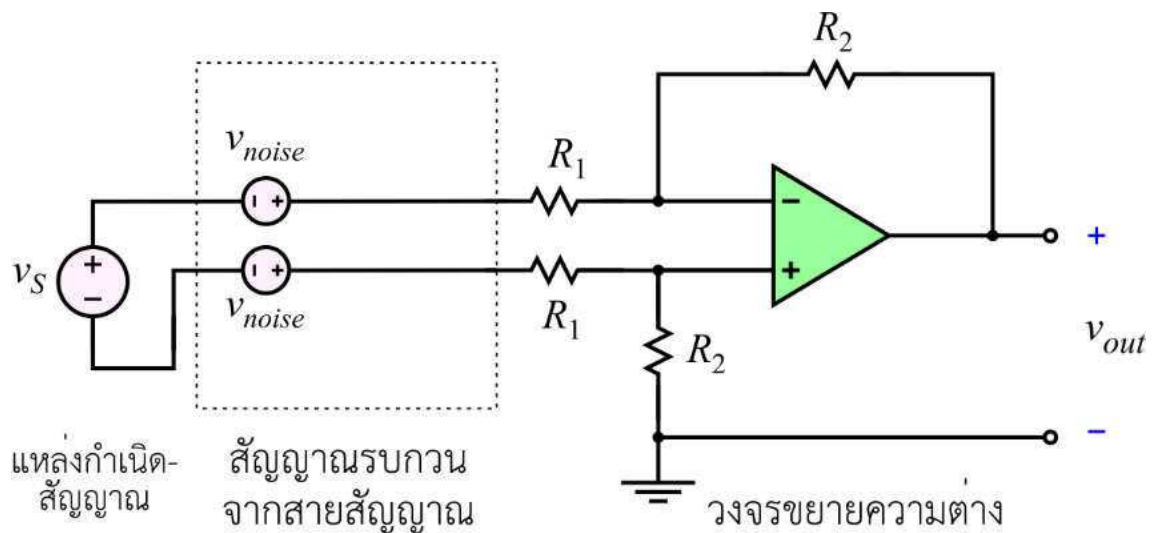 R2
vnoise
R1
−
+
vS
+
−
vnoise
R1
+
−
+
R2
vout
−
แหล่งกำเนิด-
สัญญาณ
สัญญาณรบกวน
จากสายสัญญาณ
วงจรขยายความต่าง